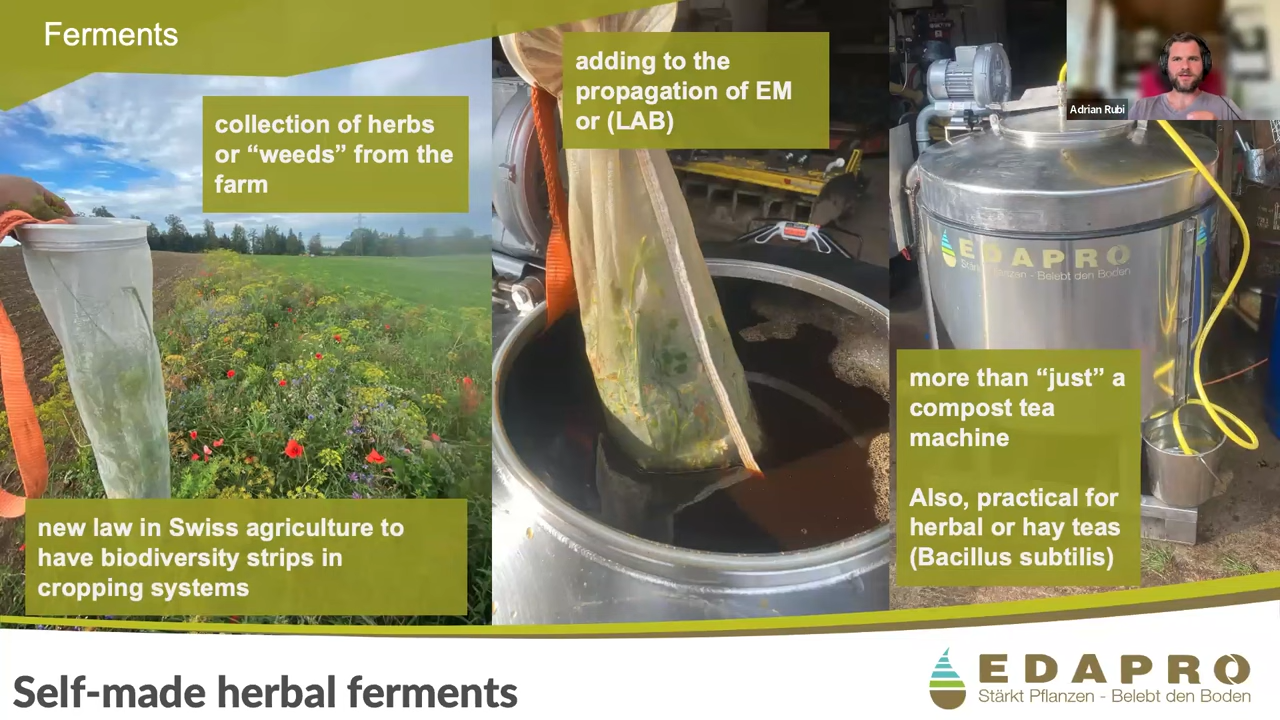 Ferments
collection of herbs
or “weeds” from the
farm
new law in Swiss agriculture to
have biodiversity strips in
cropping systems
adding to the
propagation of EM
or (LAB)
Adrian Rubi
EDAPRO
Stärkt Pflanzen - Belebt den Boden
more than “just” a
compost tea
machine
Also, practical for
herbal or hay teas
(Bacillus subtilis)
Self-made herbal ferments
EDAPRO
Stärkt Pflanzen - Belebt den Boden